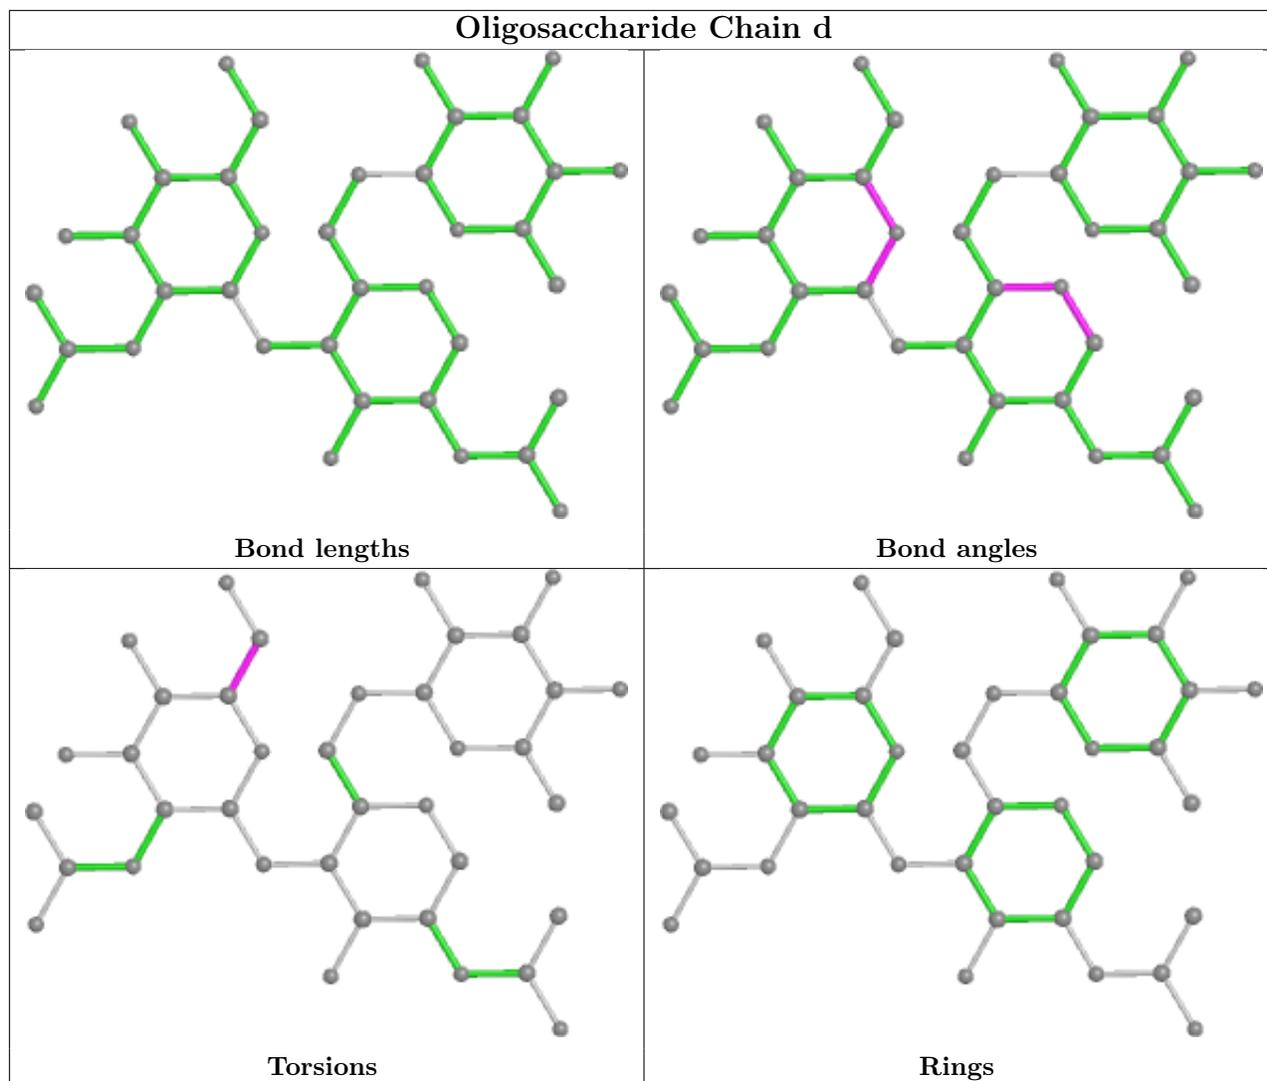 Oligosaccharide Chain d
Bond lengths
Bond angles
Torsions
Rings